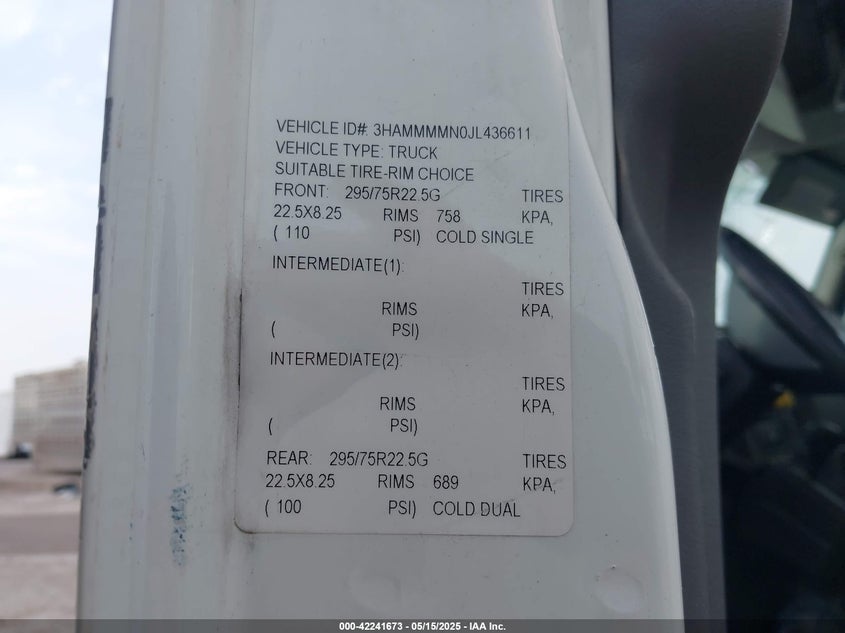 VEHICLE ID#: 3HAMMMMN0JL436611
VEHICLE TYPE: TRUCK
SUITABLE TIRE-RIM CHOICE
FRONT: 295/75R22.5G TIRES
22.5X8.25 RIMS 758 KPA,
( 110 PSI) COLD SINGLE
INTERMEDIATE(1):
TIRES
RIMS KPA,
( PSI)
INTERMEDIATE(2):
TIRES
RIMS KPA,
( PSI)
REAR: 295/75R22.5G TIRES
22.5X8.25 RIMS 689 KPA,
( 100 PSI) COLD DUAL
000-42241673 - 05/15/2025 - IAA Inc.